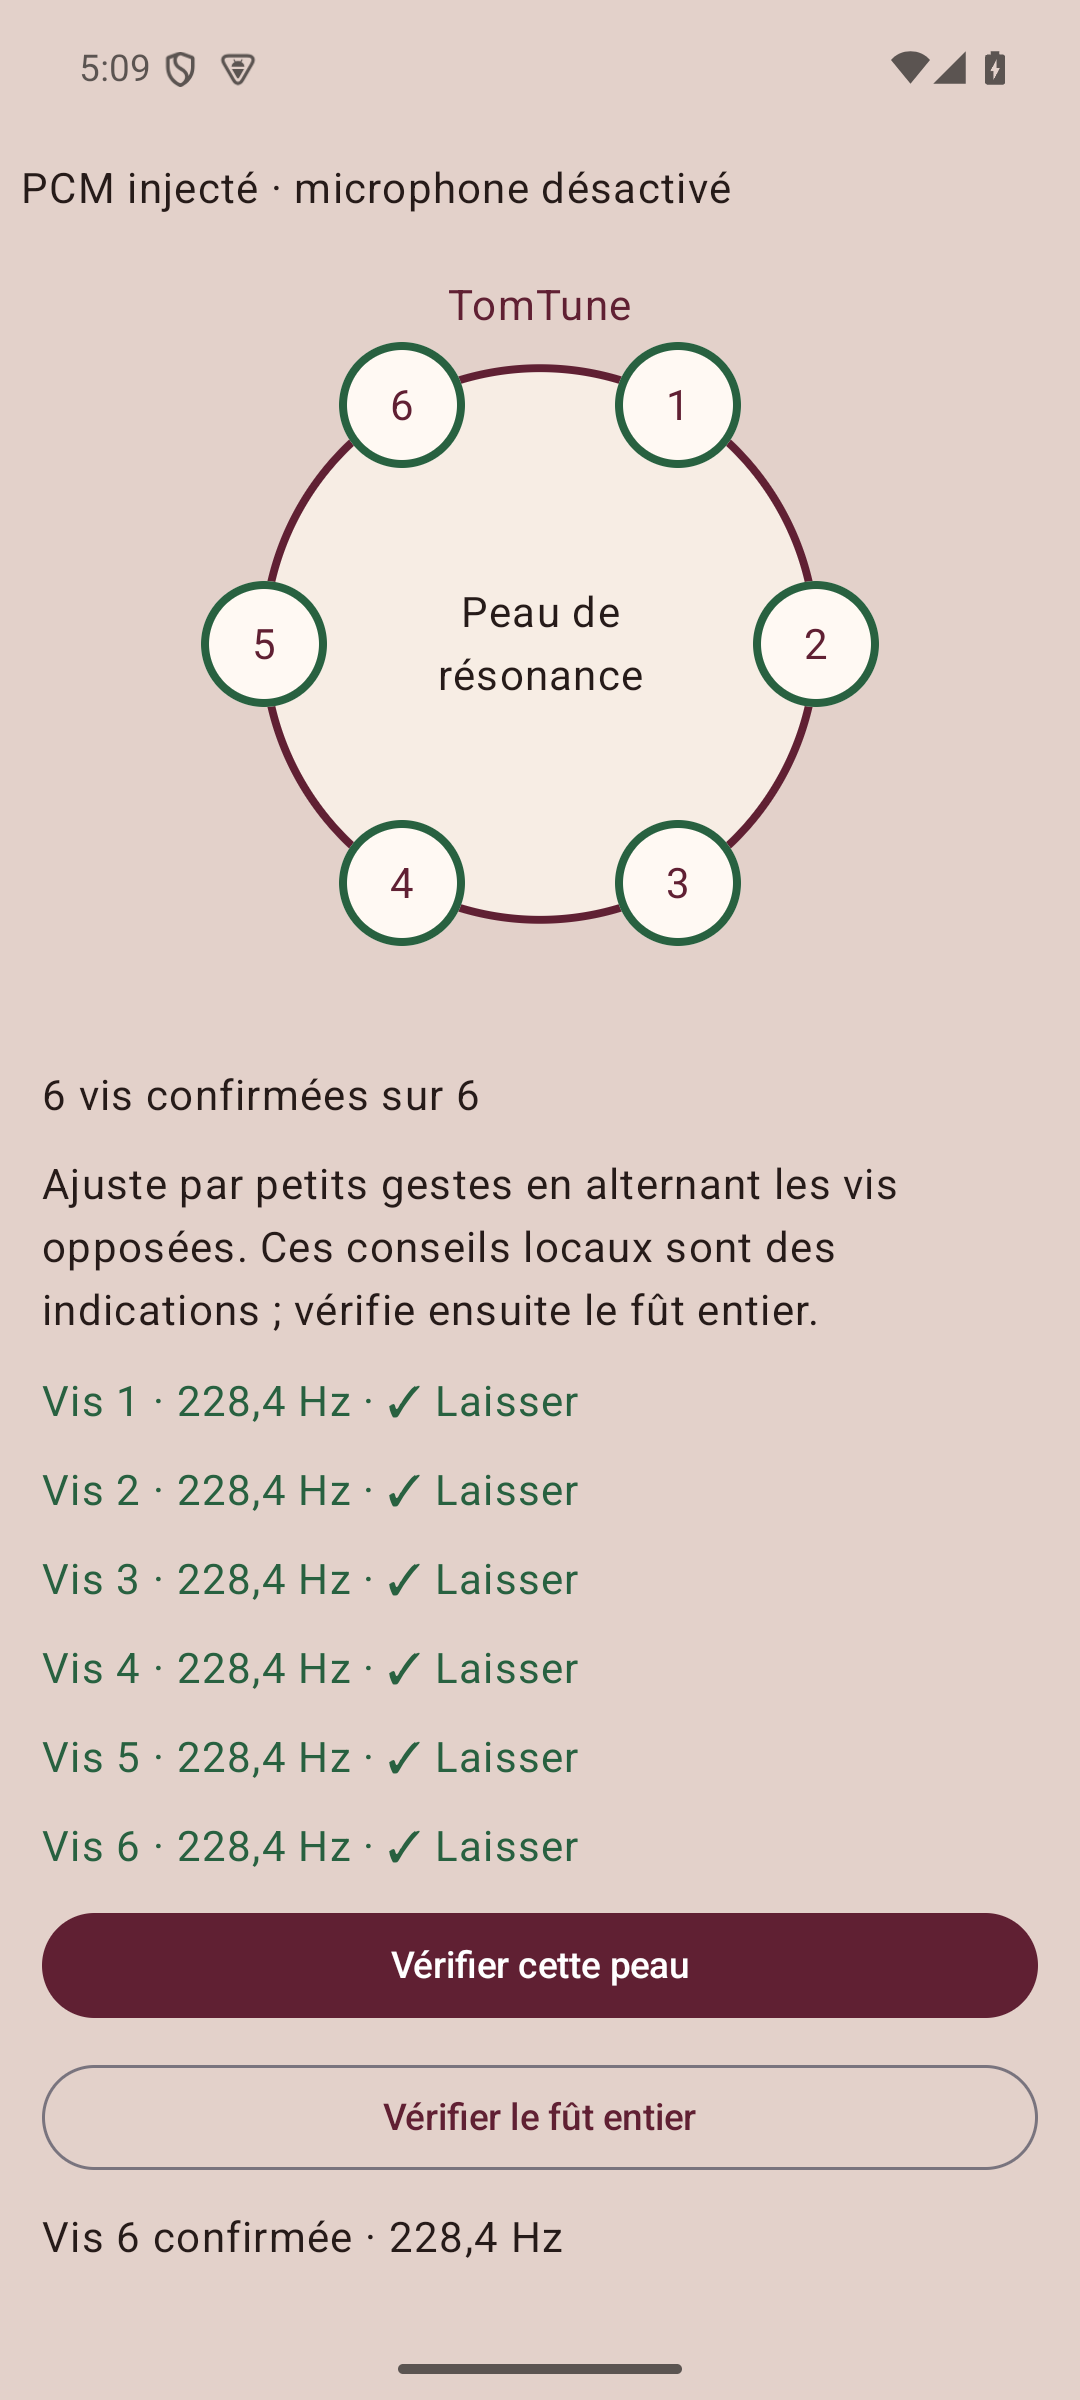 5:09
PCM injecté · microphone désactivé
TomTune
6
1
5
Peau de
résonance
2
4
3
6 vis confirmées sur 6
Ajuste par petits gestes en alternant les vis
opposées. Ces conseils locaux sont des
indications ; vérifie ensuite le fût entier.
Vis 1 · 228,4 Hz · ✓ Laisser
Vis 2 · 228,4 Hz · ✓ Laisser
Vis 3 · 228,4 Hz · ✓ Laisser
Vis 4 · 228,4 Hz · ✓ Laisser
Vis 5 · 228,4 Hz · ✓ Laisser
Vis 6 · 228,4 Hz · ✓ Laisser
Vérifier cette peau
Vérifier le fût entier
Vis 6 confirmée · 228,4 Hz